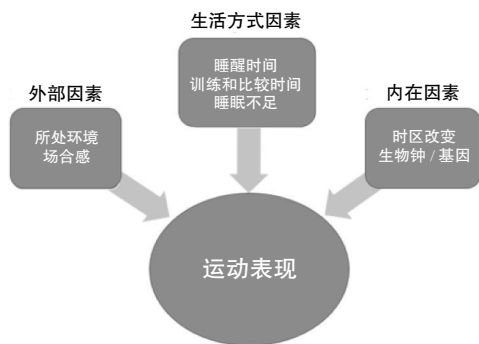 生活方式因素
睡醒时间
训练和比较时间
睡眠不足
外部因素
所处环境
场合感
内在因素
时区改变
生物钟 / 基因
运动表现